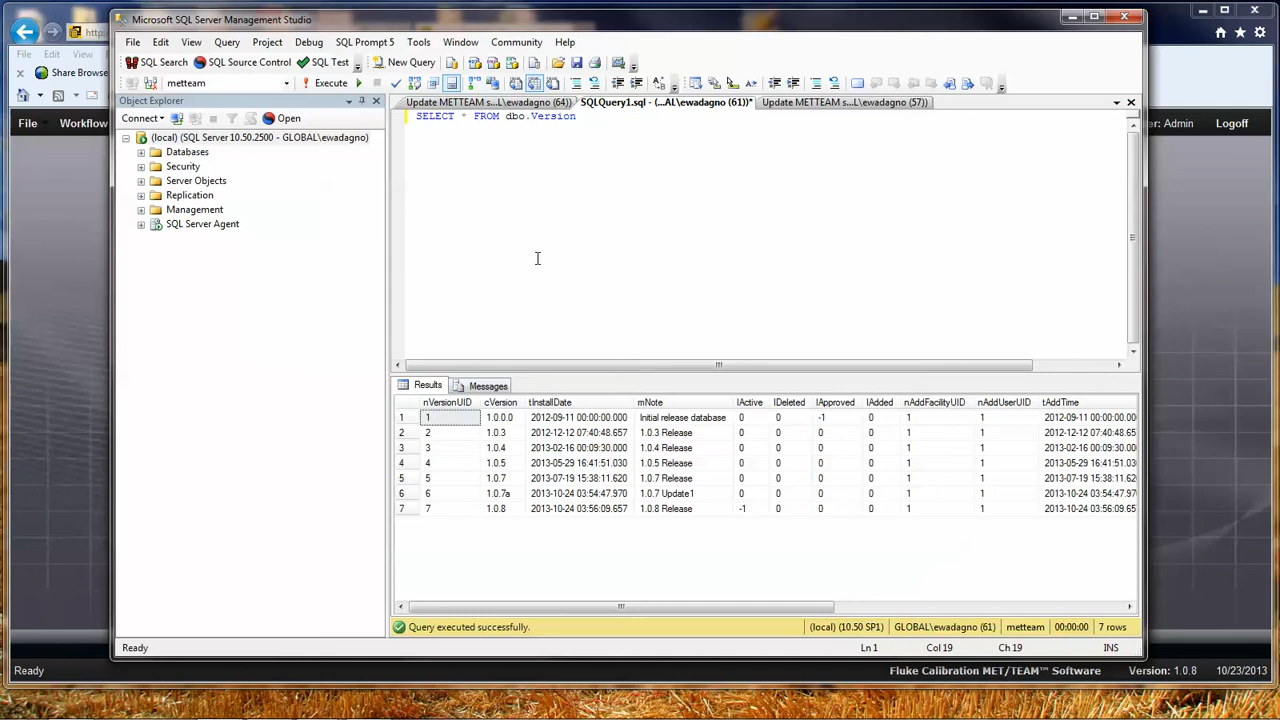 Microsoft SQL Server Management Studio
http
File Edit View
Share Browse
File
er: Admin Logoff
File Edit View Query Project Debug SQL Prompt 5 Tools Window Community Help
SQL Search SQL Source Control SQL Test New Query
metteam Execute
Object Explorer
Update METTEAM s...L\ewadagno (64)) SQLQuery1.sql - (...AL\ewadagno (61))* Update METTEAM s...L\ewadagno (57))
Connect Open
SELECT * FROM dbo.Version
(local) (SQL Server 10.50.2500 - GLOBAL\ewadagno)
Databases
Security
Server Objects
Replication
Management
SQL Server Agent
Results Messages
nVersionUID cVersion tInstallDate mNote lActive lDeleted lApproved lAdded nAddFacilityUID nAddUserUID tAddTime
1 1 1.0.0.0 2012-09-11 00:00:00.000 Initial release database 0 0 -1 0 1 1 2012-09-11 00:00:00.00
2 2 1.0.3 2012-12-12 07:40:48.657 1.0.3 Release 0 0 0 0 1 1 2012-12-12 07:40:48.65
3 3 1.0.4 2013-02-16 00:09:30.000 1.0.4 Release 0 0 0 0 1 1 2013-02-16 00:09:30.00
4 4 1.0.5 2013-05-29 16:41:51.030 1.0.5 Release 0 0 0 0 1 1 2013-05-29 16:41:51.03
5 5 1.0.7 2013-07-19 15:38:11.620 1.0.7 Release 0 0 0 0 1 1 2013-07-19 15:38:11.62
6 6 1.0.7a 2013-10-24 03:54:47.970 1.0.7 Update1 0 0 0 0 1 1 2013-10-24 03:54:47.97
7 7 1.0.8 2013-10-24 03:56:09.657 1.0.8 Release -1 0 0 0 1 1 2013-10-24 03:56:09.65
Query executed successfully. (local) (10.50 SP1) GLOBAL\ewadagno (61) metteam 00:00:00 7 rows
Ready Ln 1 Col 19 Ch 19 INS
Ready Fluke Calibration MET/TEAM™ Software Version: 1.0.8 10/23/2013